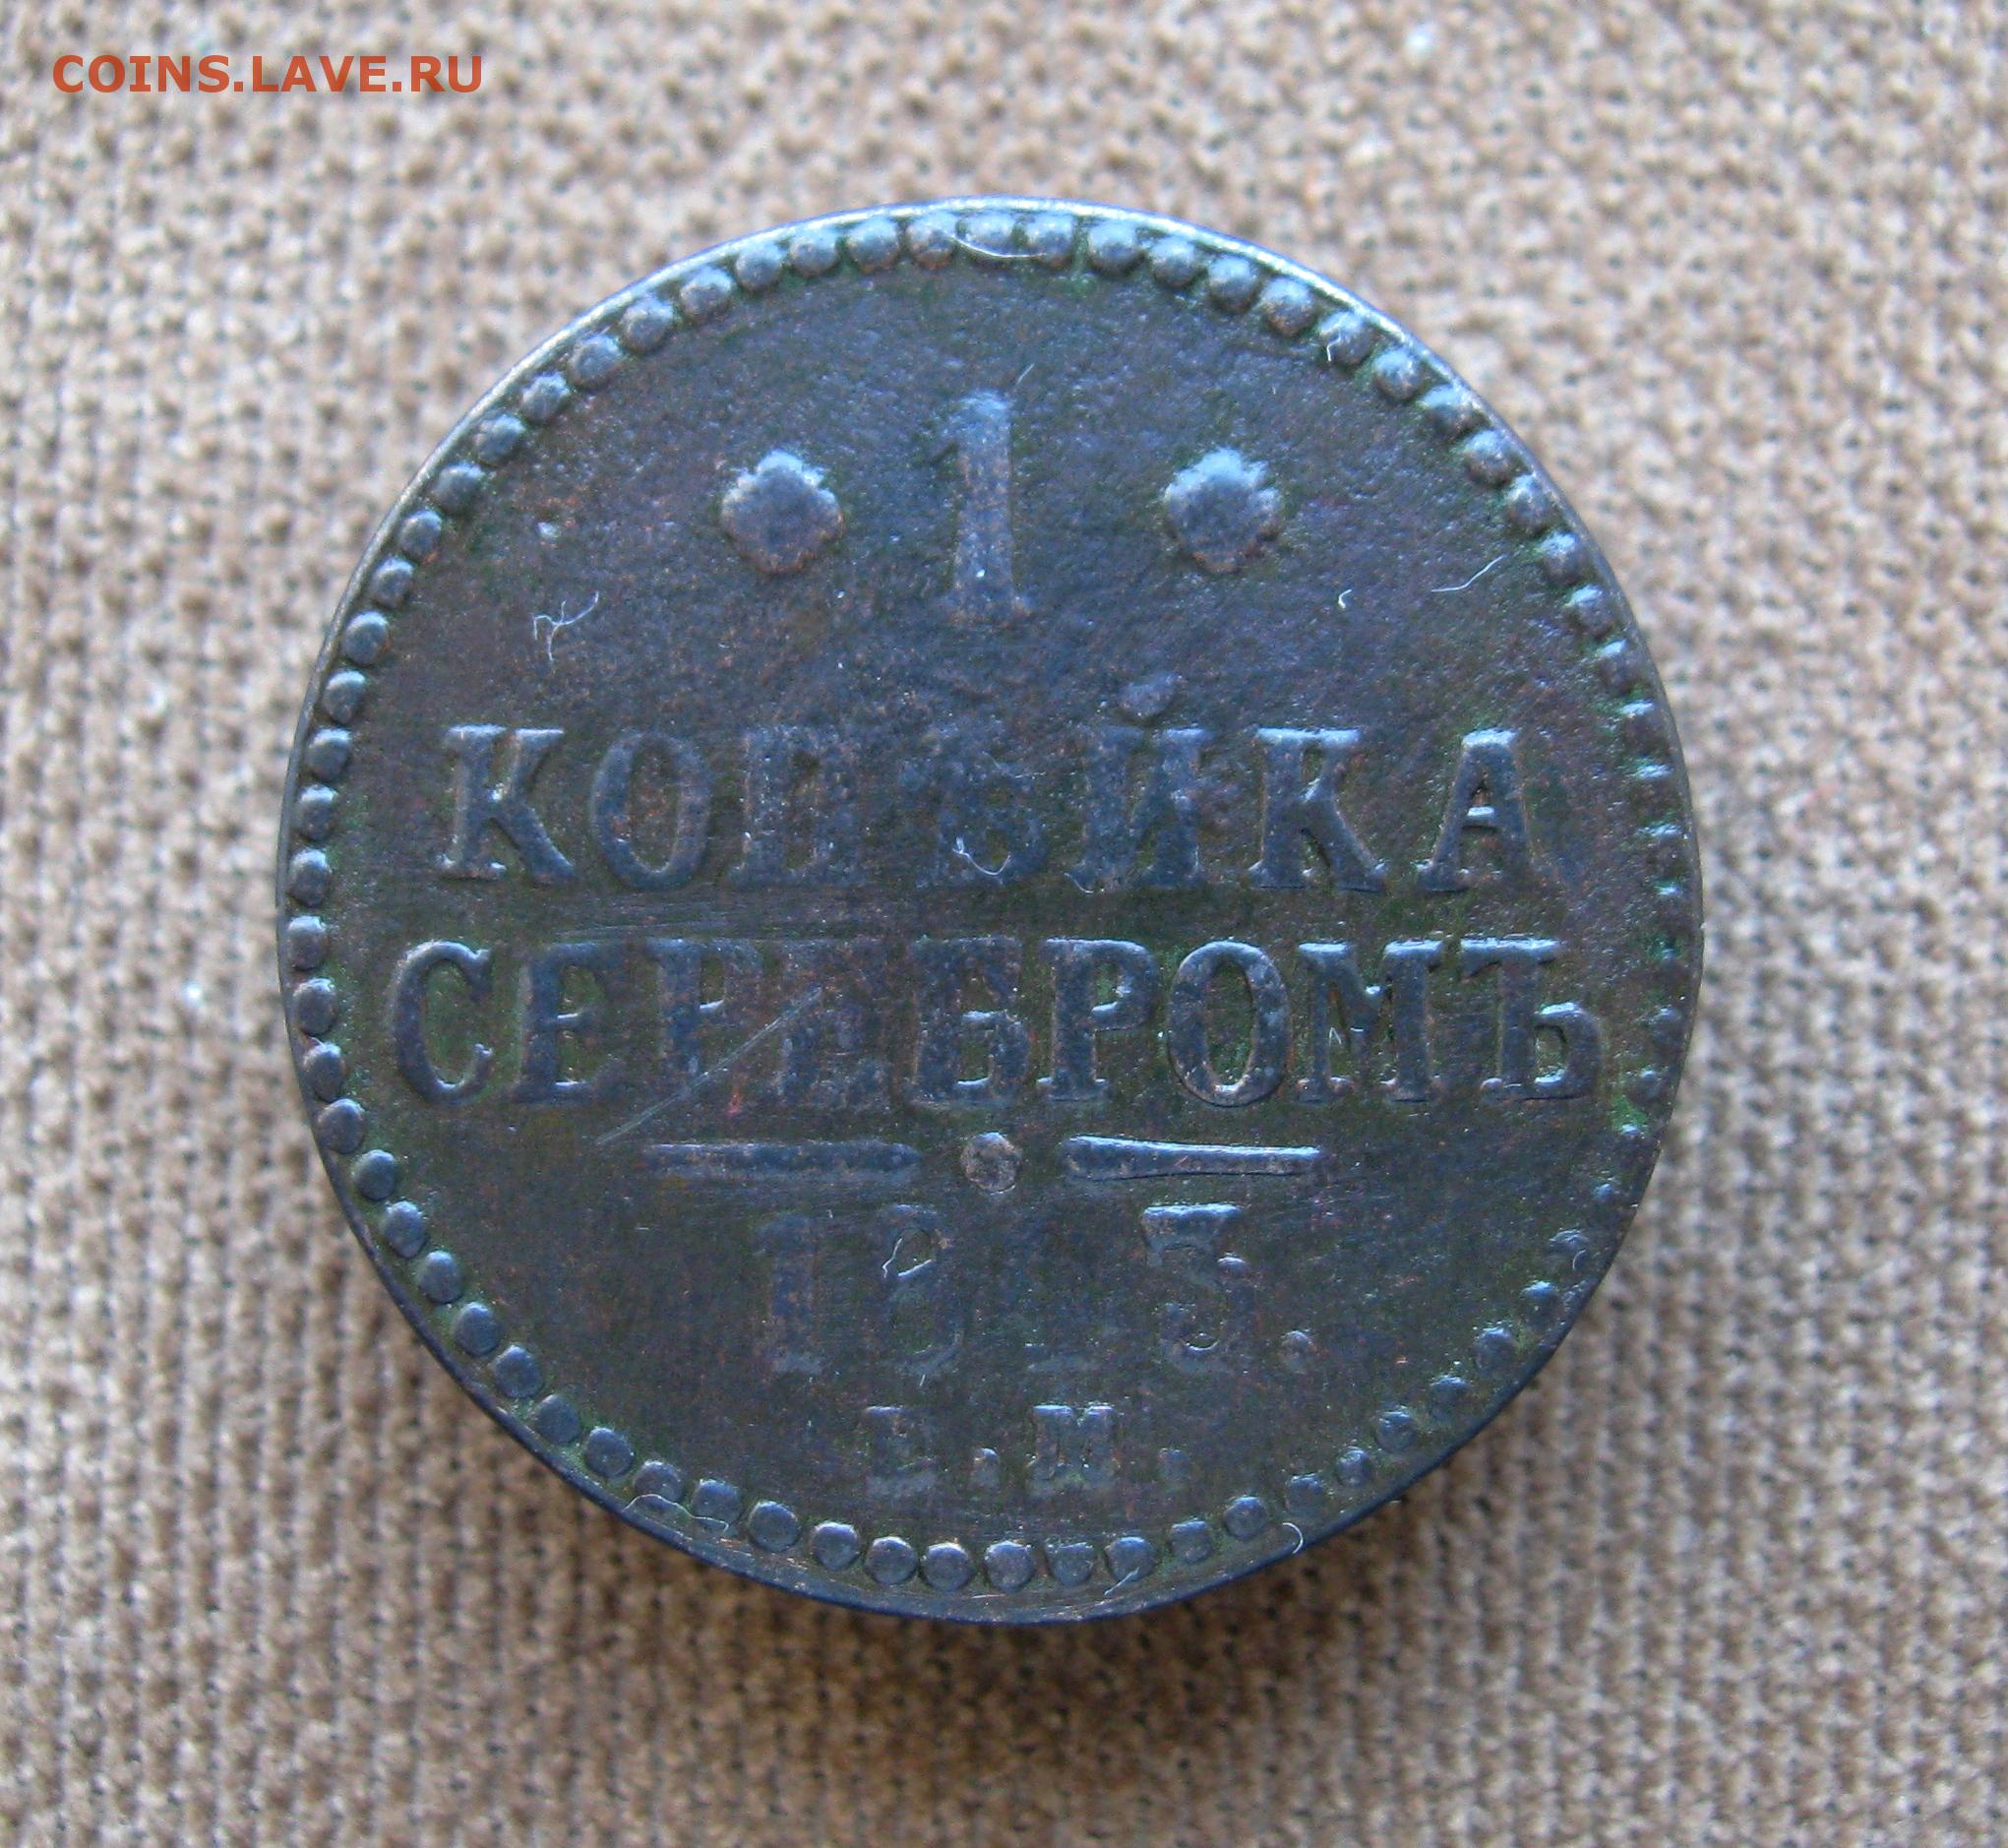 COINS.LAVE.RU
1
КОПѢЙКА
СЕРЕБРОМЪ
Е.М.